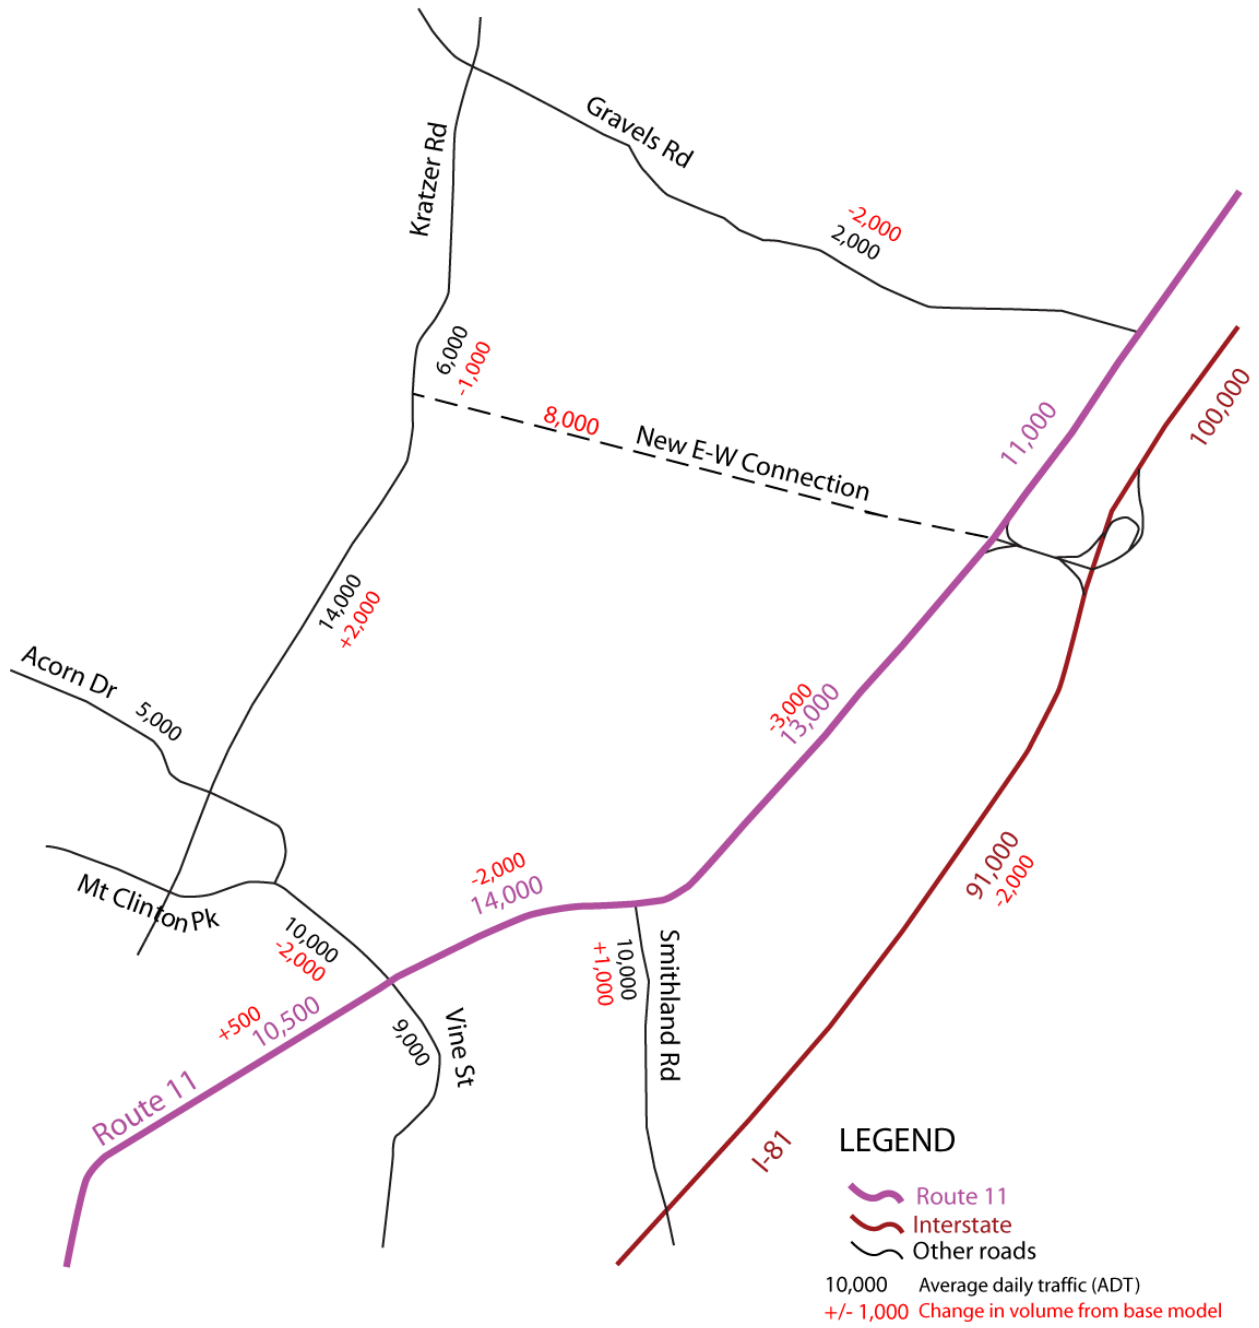 Gravels Rd
Kratzer Rd
-2,000
2,000
6,000
-1,000
8,000
New E-W Connection
11,000
100,000
14,000
+2,000
Acorn Dr
5,000
-3,000
13,000
91,000
-2,000
-2,000
14,000
Mt Clinton Pk
10,000
-2,000
10,000
+1,000
Smithland Rd
+500
10,500
9,000
Vine St
Route 11
I-81
LEGEND
Route 11
Interstate
Other roads
10,000 Average daily traffic (ADT)
+/- 1,000 Change in volume from base model